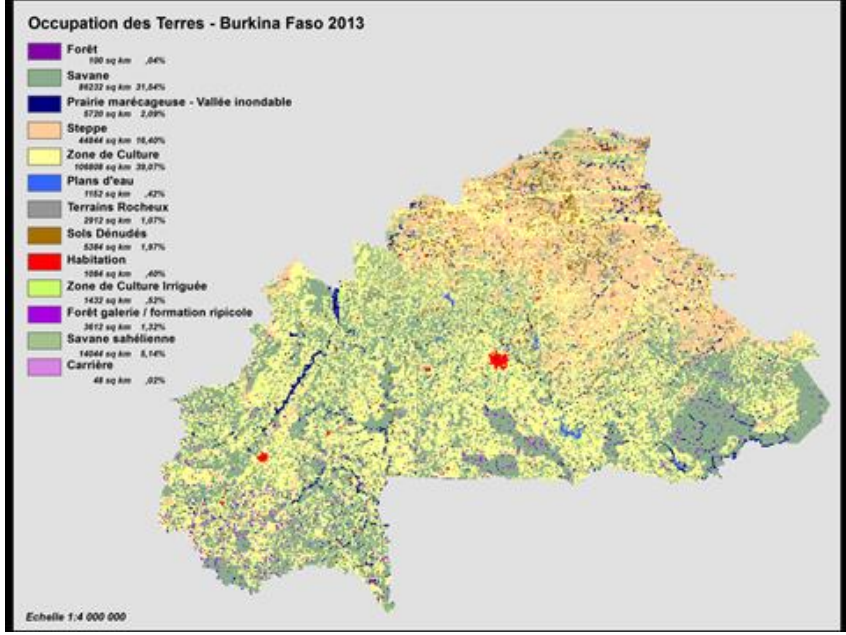 Occupation des Terres - Burkina Faso 2013
Forêt
100 sq km ,04%
Savane
86232 sq km 31,54%
Prairie marécageuse - Vallée inondable
5720 sq km 2,09%
Steppe
44844 sq km 16,40%
Zone de Culture
106808 sq km 39,07%
Plans d'eau
1152 sq km ,42%
Terrains Rocheux
2912 sq km 1,07%
Sols Dénudés
5384 sq km 1,97%
Habitation
1084 sq km ,40%
Zone de Culture Irriguée
1432 sq km ,52%
Forêt galerie / formation ripicole
3612 sq km 1,32%
Savane sahélienne
14044 sq km 5,14%
Carrière
48 sq km ,02%
Echelle 1:4 000 000